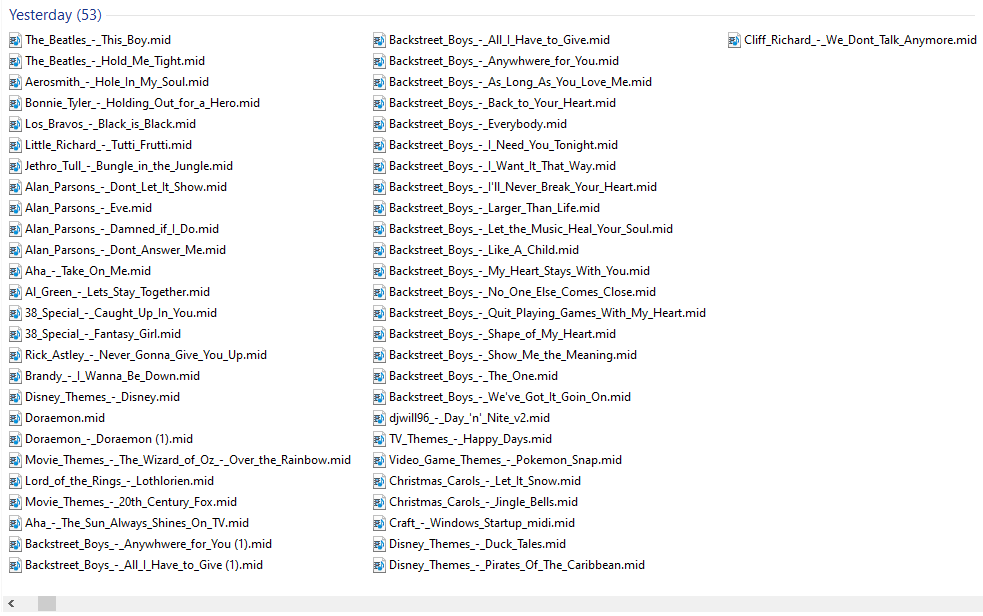 Yesterday (53)
The_Beatles_-_This_Boy.mid
The_Beatles_-_Hold_Me_Tight.mid
Aerosmith_-_Hole_In_My_Soul.mid
Bonnie_Tyler_-_Holding_Out_for_a_Hero.mid
Los_Bravos_-_Black_is_Black.mid
Little_Richard_-_Tutti_Frutti.mid
Jethro_Tull_-_Bungle_in_the_Jungle.mid
Alan_Parsons_-_Dont_Let_It_Show.mid
Alan_Parsons_-_Eve.mid
Alan_Parsons_-_Damned_if_I_Do.mid
Alan_Parsons_-_Dont_Answer_Me.mid
Aha_-_Take_On_Me.mid
Al_Green_-_Lets_Stay_Together.mid
38_Special_-_Caught_Up_In_You.mid
38_Special_-_Fantasy_Girl.mid
Rick_Astley_-_Never_Gonna_Give_You_Up.mid
Brandy_-_I_Wanna_Be_Down.mid
Disney_Themes_-_Disney.mid
Doraemon.mid
Doraemon_-_Doraemon (1).mid
Movie_Themes_-_The_Wizard_of_Oz_-_Over_the_Rainbow.mid
Lord_of_the_Rings_-_Lothlorien.mid
Movie_Themes_-_20th_Century_Fox.mid
Aha_-_The_Sun_Always_Shines_On_TV.mid
Backstreet_Boys_-_Anywhwere_for_You (1).mid
Backstreet_Boys_-_All_I_Have_to_Give (1).mid
Backstreet_Boys_-_All_I_Have_to_Give.mid
Backstreet_Boys_-_Anywhwere_for_You.mid
Backstreet_Boys_-_As_Long_As_You_Love_Me.mid
Backstreet_Boys_-_Back_to_Your_Heart.mid
Backstreet_Boys_-_Everybody.mid
Backstreet_Boys_-_I_Need_You_Tonight.mid
Backstreet_Boys_-_I_Want_It_That_Way.mid
Backstreet_Boys_-_I'll_Never_Break_Your_Heart.mid
Backstreet_Boys_-_Larger_Than_Life.mid
Backstreet_Boys_-_Let_the_Music_Heal_Your_Soul.mid
Backstreet_Boys_-_Like_A_Child.mid
Backstreet_Boys_-_My_Heart_Stays_With_You.mid
Backstreet_Boys_-_No_One_Else_Comes_Close.mid
Backstreet_Boys_-_Quit_Playing_Games_With_My_Heart.mid
Backstreet_Boys_-_Shape_of_My_Heart.mid
Backstreet_Boys_-_Show_Me_the_Meaning.mid
Backstreet_Boys_-_The_One.mid
Backstreet_Boys_-_We've_Got_It_Goin_On.mid
djwill96_-_Day_'n'_Nite_v2.mid
TV_Themes_-_Happy_Days.mid
Video_Game_Themes_-_Pokemon_Snap.mid
Christmas_Carols_-_Let_It_Snow.mid
Christmas_Carols_-_Jingle_Bells.mid
Craft_-_Windows_Startup_midi.mid
Disney_Themes_-_Duck_Tales.mid
Disney_Themes_-_Pirates_Of_The_Caribbean.mid
Cliff_Richard_-_We_Dont_Talk_Anymore.mid